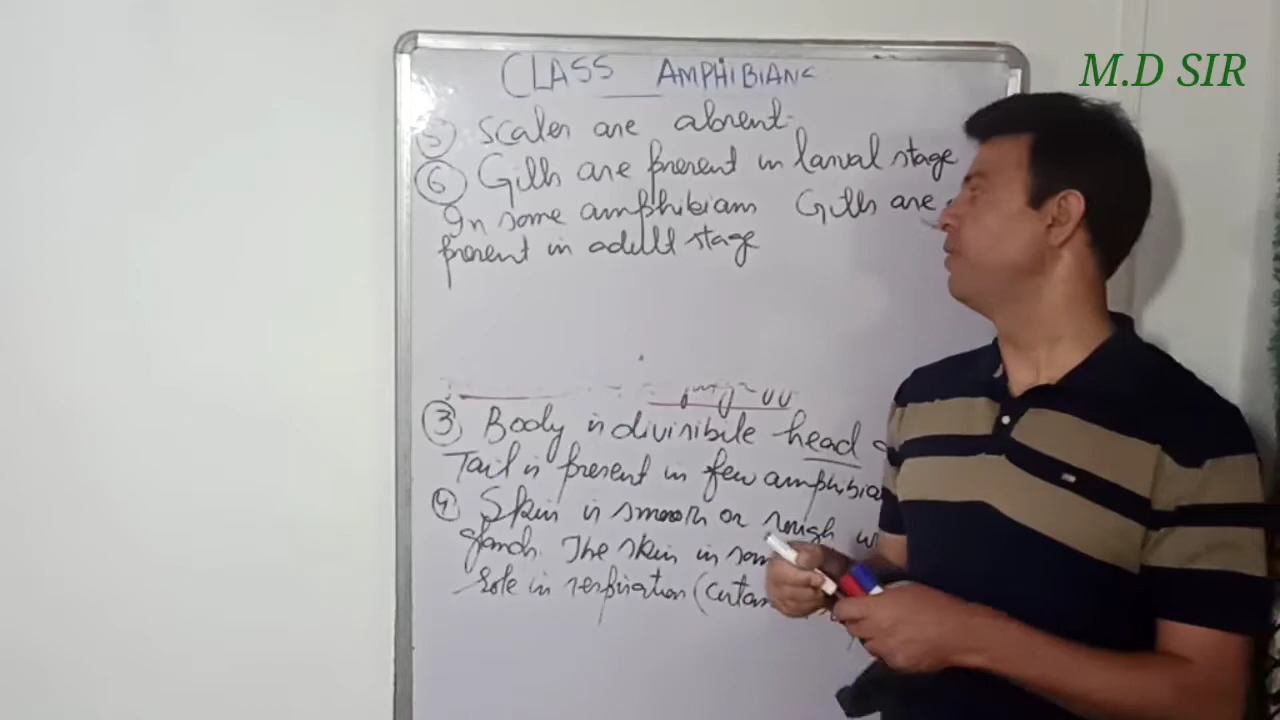 M.D SIR
CLASS AMPHIBIANS
5) Scales are absent.
6 Gills are present in larval stage
In some amphibians Gills are
present in adult stage
3 Body is divisibile head
Tail is present in few amphibia
4 Skin is smooth or rough w
glands. The skin in som
role in respiration (cutan